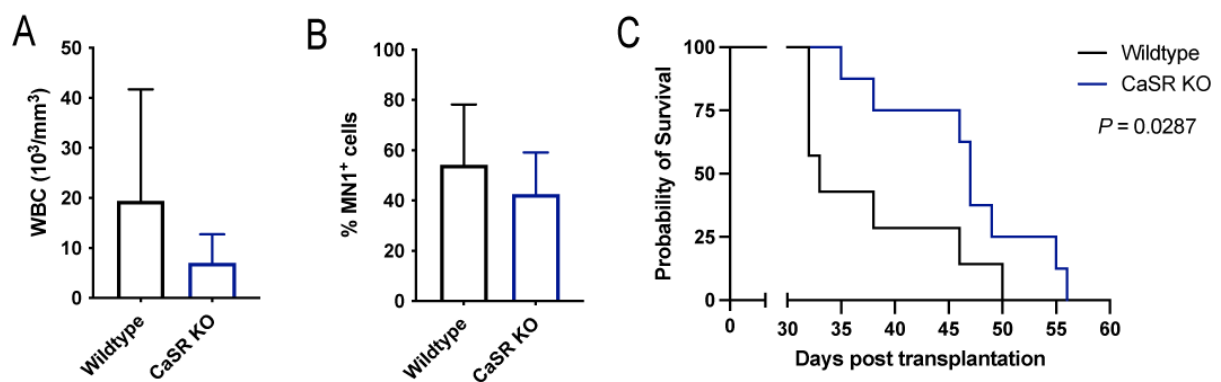 A
WBC (10³/mm³)
50
40
30
20
10
0
Wildtype
CaSR KO
B
% MN1⁺ cells
100
80
60
40
20
0
Wildtype
CaSR KO
C
Probability of Survival
100
75
50
25
0
0 30 35 40 45 50 55 60
Days post transplantation
Wildtype
CaSR KO
P = 0.0287